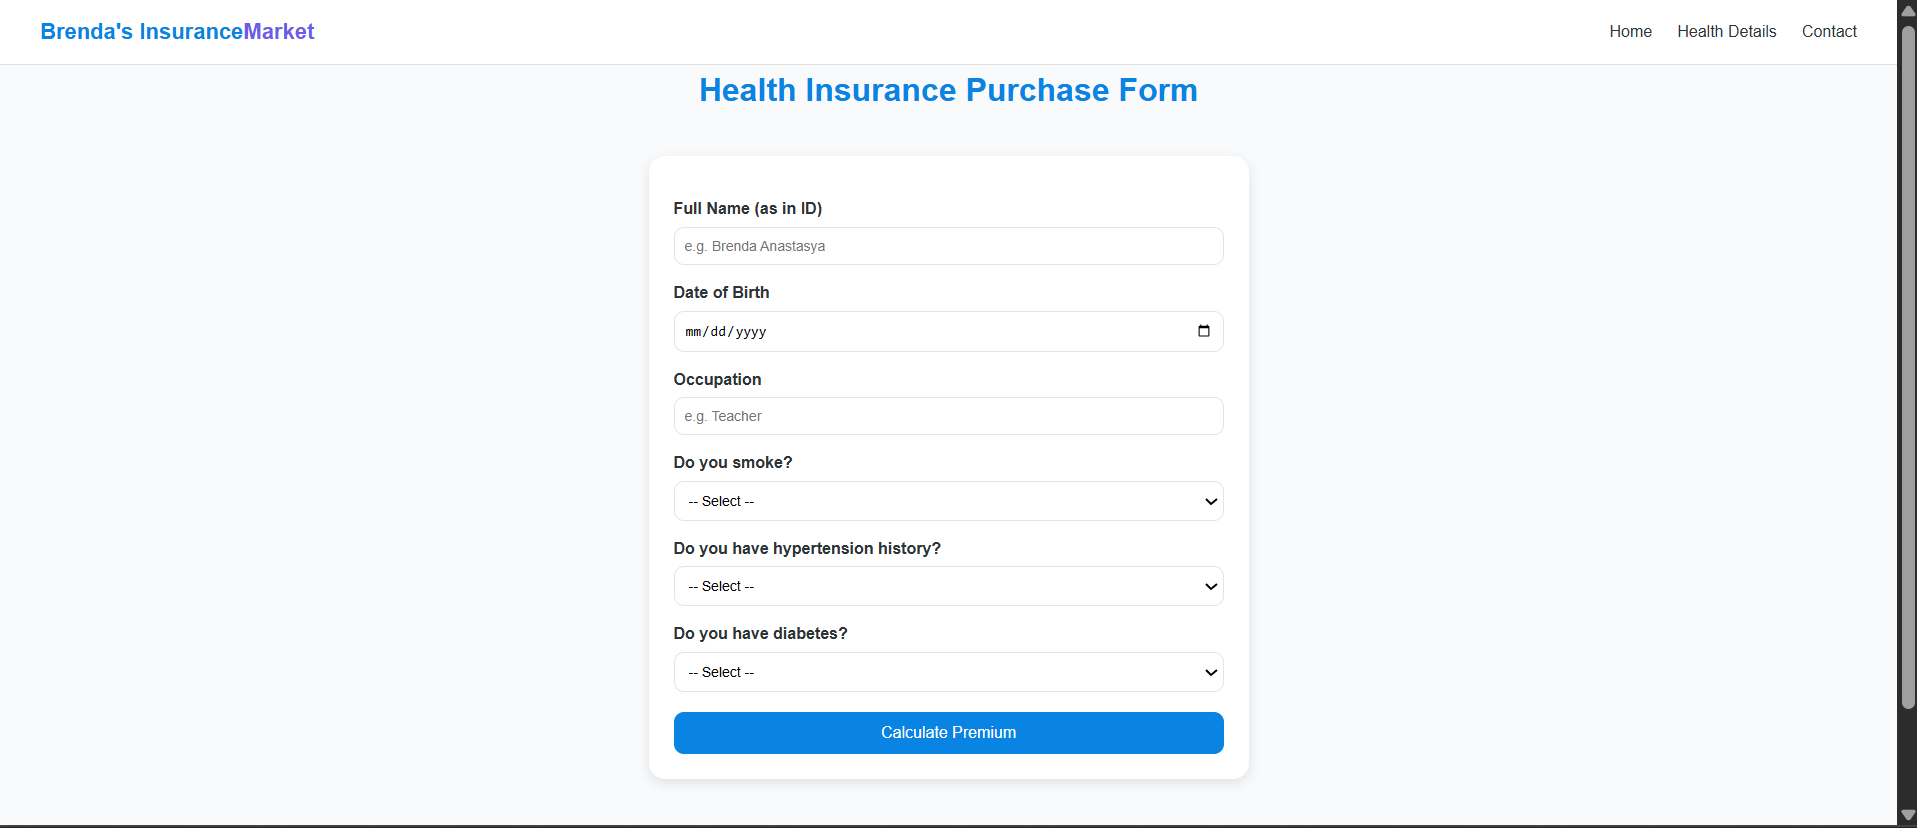 Brenda's InsuranceMarket
Home Health Details Contact
Health Insurance Purchase Form
Full Name (as in ID)
e.g. Brenda Anastasya
Date of Birth
mm/dd/yyyy
Occupation
e.g. Teacher
Do you smoke?
-- Select --
Do you have hypertension history?
-- Select --
Do you have diabetes?
-- Select --
Calculate Premium